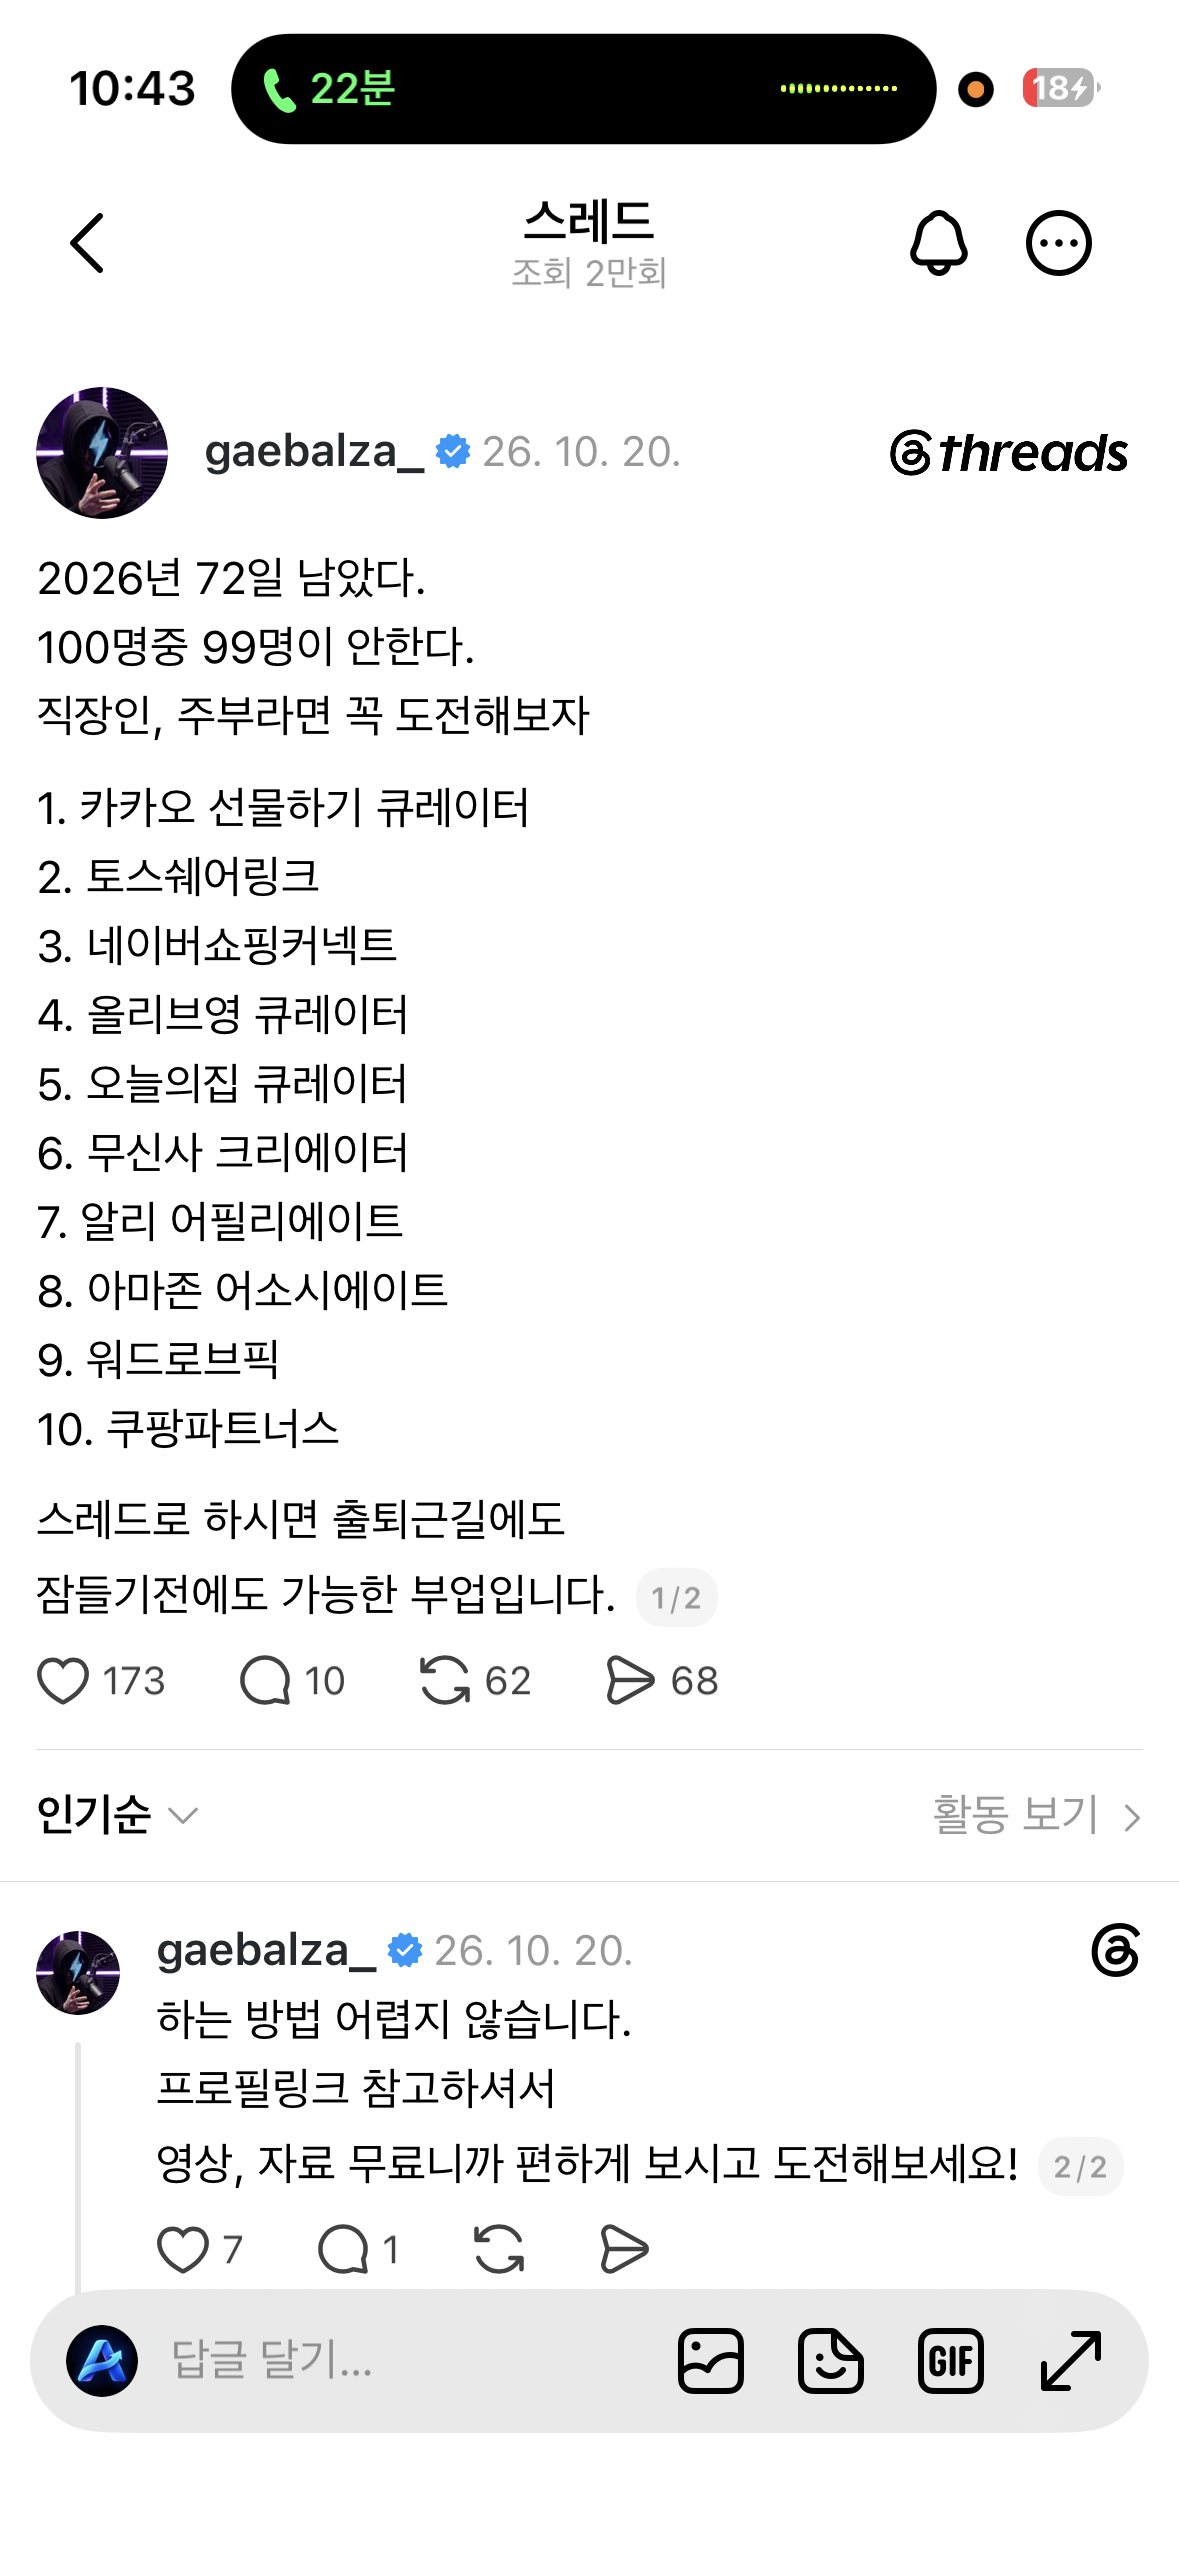 10:43
22분
18
스레드
조회 2만회
gaebalza_ 26. 10. 20.
threads
2026년 72일 남았다.
100명중 99명이 안한다.
직장인, 주부라면 꼭 도전해보자
1. 카카오 선물하기 큐레이터
2. 토스쉐어링크
3. 네이버쇼핑커넥트
4. 올리브영 큐레이터
5. 오늘의집 큐레이터
6. 무신사 크리에이터
7. 알리 어필리에이트
8. 아마존 어소시에이트
9. 워드로브픽
10. 쿠팡파트너스
스레드로 하시면 출퇴근길에도
잠들기전에도 가능한 부업입니다. 1/2
173 10 62 68
인기순 활동 보기
gaebalza_ 26. 10. 20.
하는 방법 어렵지 않습니다.
프로필링크 참고하셔서
영상, 자료 무료니까 편하게 보시고 도전해보세요! 2/2
7 1
답글 달기...
GIF